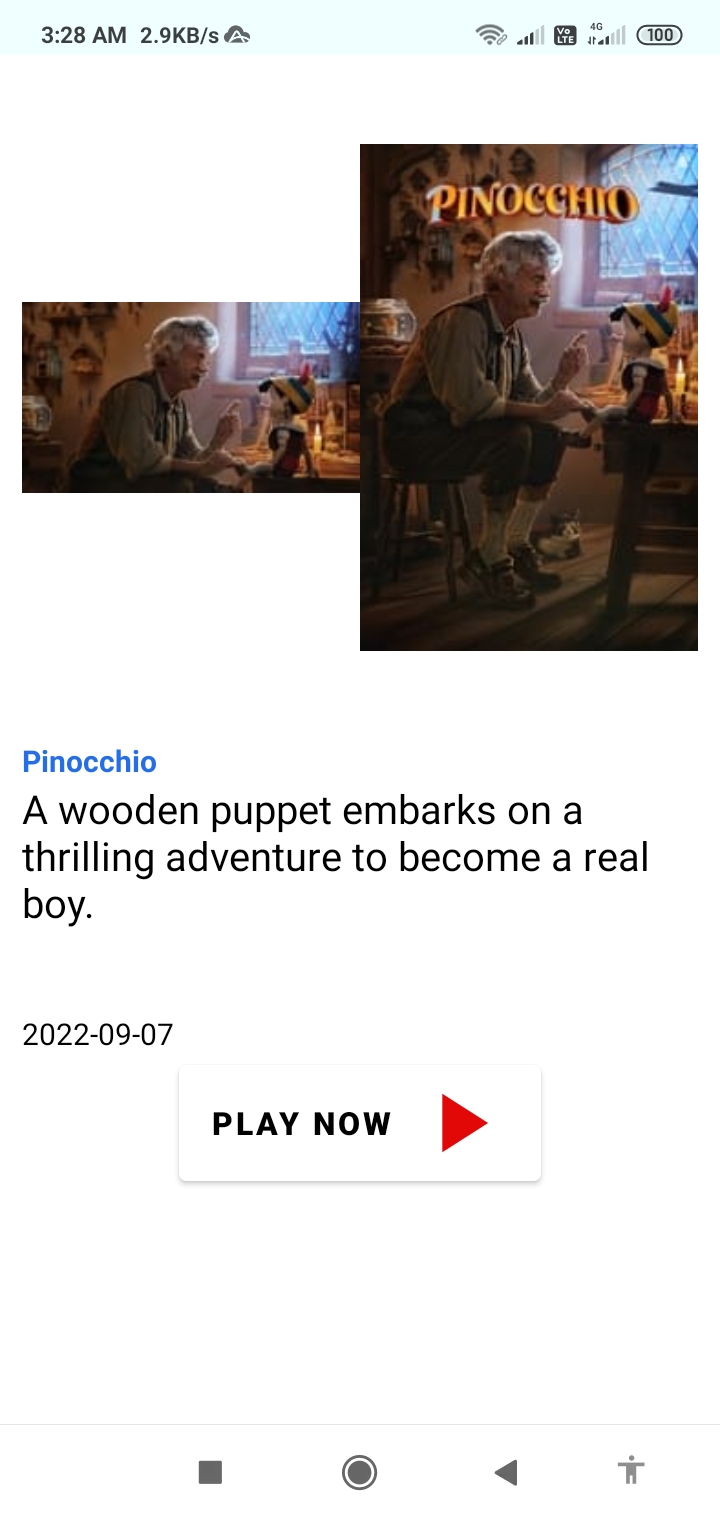 3:28 AM 2.9KB/s
Vo LTE 4G 100
PINOCCHIO
Pinocchio
A wooden puppet embarks on a
thrilling adventure to become a real
boy.
2022-09-07
PLAY NOW